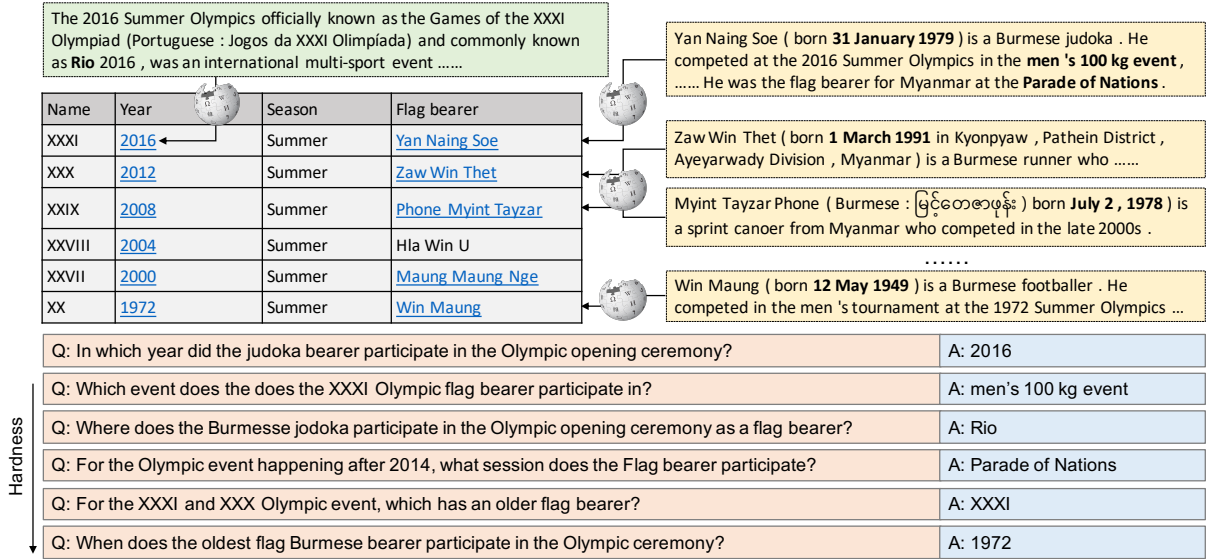 The 2016 Summer Olympics officially known as the Games of the XXXI
Olympiad (Portuguese : Jogos da XXXI Olimpíada) and commonly known
as Rio 2016 , was an international multi-sport event ......
Name Year Season Flag bearer
XXXI 2016 Summer Yan Naing Soe
XXX 2012 Summer Zaw Win Thet
XXIX 2008 Summer Phone Myint Tayzar
XXVIII 2004 Summer Hla Win U
XXVII 2000 Summer Maung Maung Nge
XX 1972 Summer Win Maung
Yan Naing Soe ( born 31 January 1979 ) is a Burmese judoka . He
competed at the 2016 Summer Olympics in the men 's 100 kg event ,
...... He was the flag bearer for Myanmar at the Parade of Nations .
Zaw Win Thet ( born 1 March 1991 in Kyonpyaw , Pathein District ,
Ayeyarwady Division , Myanmar ) is a Burmese runner who ......
Myint Tayzar Phone ( Burmese : မြင့်တေဇာဖုန်း ) born July 2 , 1978 ) is
a sprint canoer from Myanmar who competed in the late 2000s .
......
Win Maung ( born 12 May 1949 ) is a Burmese footballer . He
competed in the men 's tournament at the 1972 Summer Olympics ...
Hardness
Q: In which year did the judoka bearer participate in the Olympic opening ceremony? A: 2016
Q: Which event does the does the XXXI Olympic flag bearer participate in? A: men's 100 kg event
Q: Where does the Burmesse jodoka participate in the Olympic opening ceremony as a flag bearer? A: Rio
Q: For the Olympic event happening after 2014, what session does the Flag bearer participate? A: Parade of Nations
Q: For the XXXI and XXX Olympic event, which has an older flag bearer? A: XXXI
Q: When does the oldest flag Burmese bearer participate in the Olympic ceremony? A: 1972